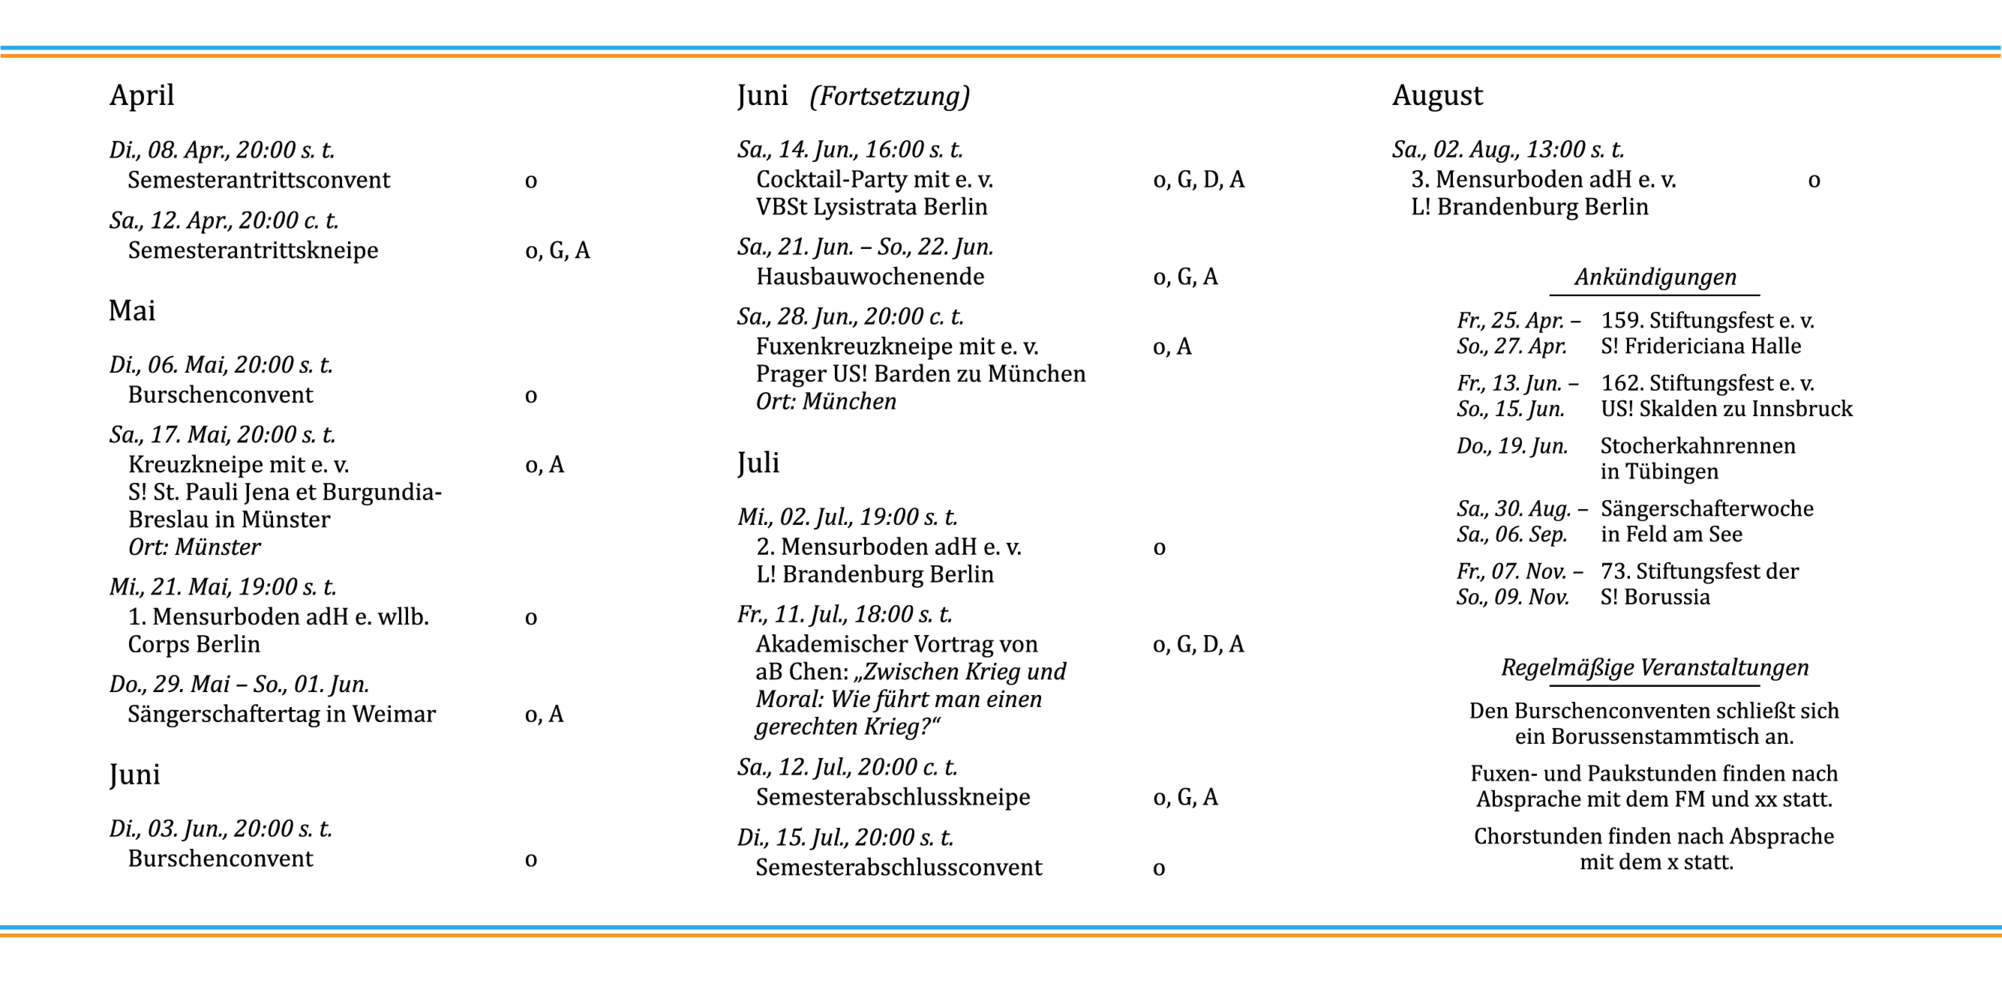 April
Di., 08. Apr., 20:00 s. t.
Semesterantrittsconvent o
Sa., 12. Apr., 20:00 c. t.
Semesterantrittskneipe o, G, A
Mai
Di., 06. Mai, 20:00 s. t.
Burschenconvent o
Sa., 17. Mai, 20:00 s. t.
Kreuzkneipe mit e. v. o, A
S! St. Pauli Jena et Burgundia-
Breslau in Münster
Ort: Münster
Mi., 21. Mai, 19:00 s. t.
1. Mensurboden adH e. wllb. o
Corps Berlin
Do., 29. Mai – So., 01. Jun.
Sängerschaftertag in Weimar o, A
Juni
Di., 03. Jun., 20:00 s. t.
Burschenconvent o
Juni (Fortsetzung)
Sa., 14. Jun., 16:00 s. t.
Cocktail-Party mit e. v. o, G, D, A
VBSt Lysistrata Berlin
Sa., 21. Jun. – So., 22. Jun.
Hausbauwochenende o, G, A
Sa., 28. Jun., 20:00 c. t.
Fuxenkreuzkneipe mit e. v. o, A
Prager US! Barden zu München
Ort: München
Juli
Mi., 02. Jul., 19:00 s. t.
2. Mensurboden adH e. v. o
L! Brandenburg Berlin
Fr., 11. Jul., 18:00 s. t.
Akademischer Vortrag von o, G, D, A
aB Chen: „Zwischen Krieg und
Moral: Wie führt man einen
gerechten Krieg?“
Sa., 12. Jul., 20:00 c. t.
Semesterabschlusskneipe o, G, A
Di., 15. Jul., 20:00 s. t.
Semesterabschlussconvent o
August
Sa., 02. Aug., 13:00 s. t.
3. Mensurboden adH e. v. o
L! Brandenburg Berlin
Ankündigungen
Fr., 25. Apr. – 159. Stiftungsfest e. v.
So., 27. Apr. S! Fridericiana Halle
Fr., 13. Jun. – 162. Stiftungsfest e. v.
So., 15. Jun. US! Skalden zu Innsbruck
Do., 19. Jun. Stocherkahnrennen
in Tübingen
Sa., 30. Aug. – Sängerschafterwoche
Sa., 06. Sep. in Feld am See
Fr., 07. Nov. – 73. Stiftungsfest der
So., 09. Nov. S! Borussia
Regelmäßige Veranstaltungen
Den Burschenconventen schließt sich
ein Borussenstammtisch an.
Fuxen- und Paukstunden finden nach
Absprache mit dem FM und xx statt.
Chorstunden finden nach Absprache
mit dem x statt.